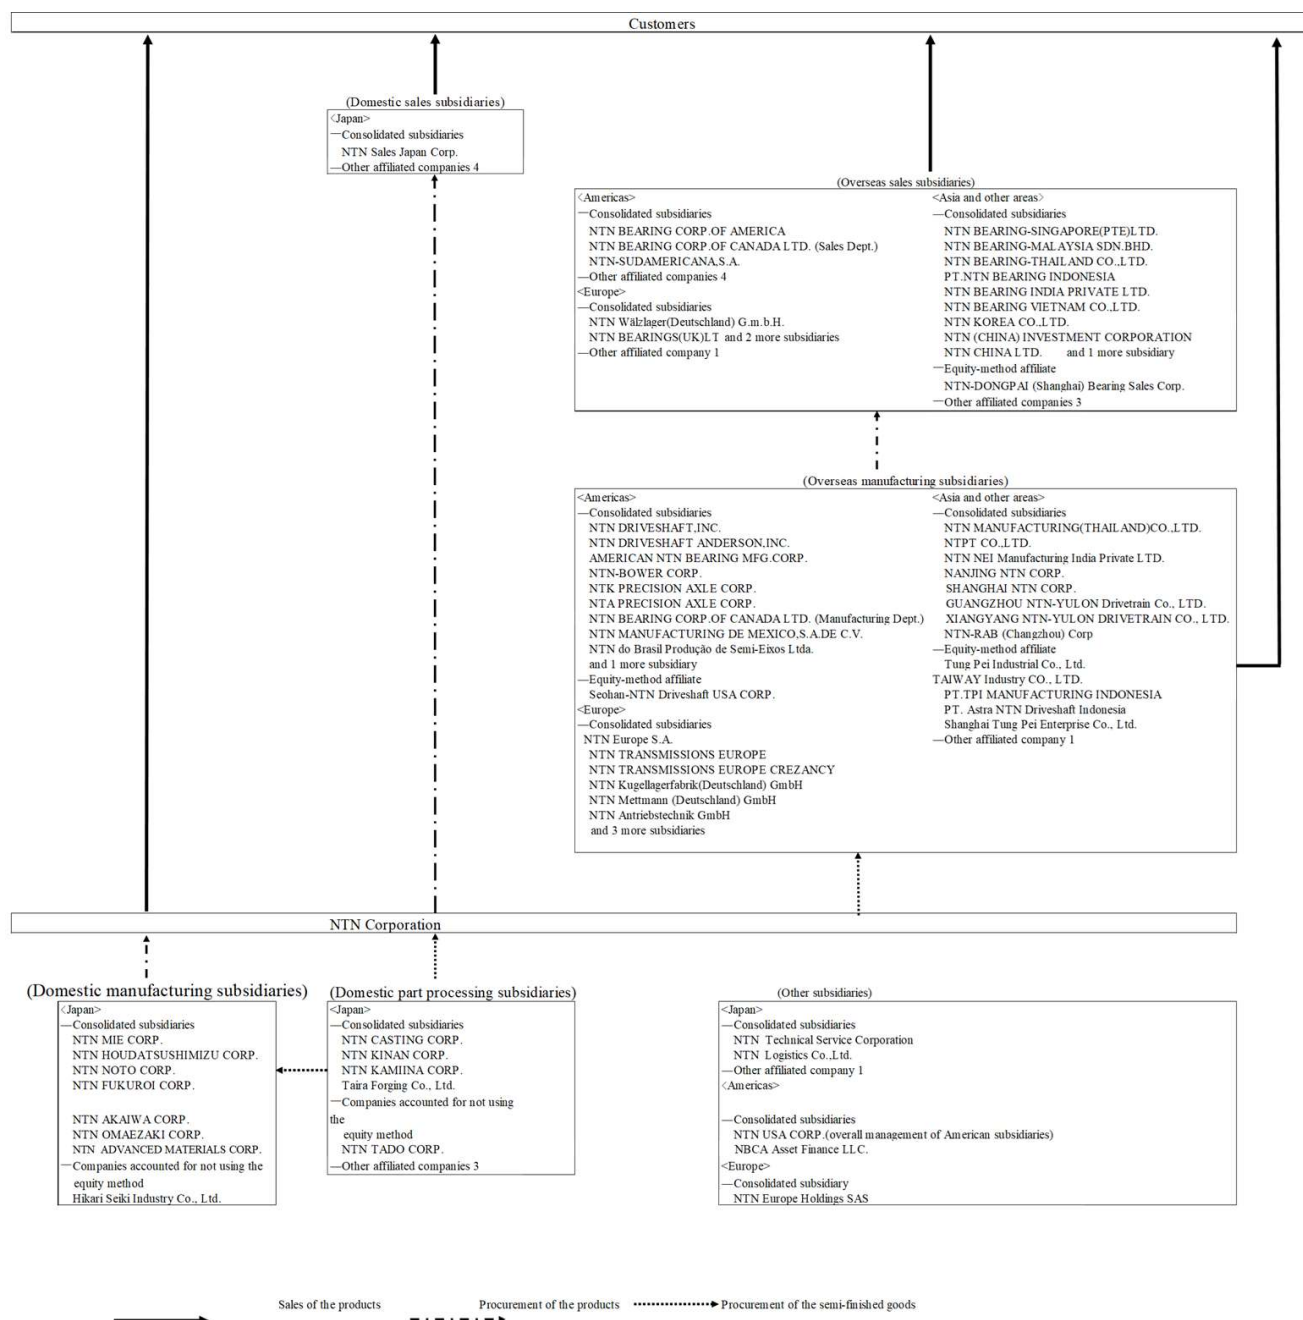 Customers
(Domestic sales subsidiaries)
<Japan>
—Consolidated subsidiaries
NTN Sales Japan Corp.
—Other affiliated companies 4
(Overseas sales subsidiaries)
<Americas>
—Consolidated subsidiaries
NTN BEARING CORP.OF AMERICA
NTN BEARING CORP.OF CANADA LTD. (Sales Dept.)
NTN-SUDAMERICANA,S.A.
—Other affiliated companies 4
<Europe>
—Consolidated subsidiaries
NTN Wälzlager(Deutschland) G.m.b.H.
NTN BEARINGS(UK)LT and 2 more subsidiaries
—Other affiliated company 1
<Asia and other areas>
—Consolidated subsidiaries
NTN BEARING-SINGAPORE(PTE)LTD.
NTN BEARING-MALAYSIA SDN.BHD.
NTN BEARING-THAILAND CO.,LTD.
PT.NTN BEARING INDONESIA
NTN BEARING INDIA PRIVATE LTD.
NTN BEARING VIETNAM CO.,LTD.
NTN KOREA CO.,LTD.
NTN (CHINA) INVESTMENT CORPORATION
NTN CHINA LTD. and 1 more subsidiary
—Equity-method affiliate
NTN-DONGPAI (Shanghai) Bearing Sales Corp.
—Other affiliated companies 3
(Overseas manufacturing subsidiaries)
<Americas>
—Consolidated subsidiaries
NTN DRIVESHAFT,INC.
NTN DRIVESHAFT ANDERSON,INC.
AMERICAN NTN BEARING MFG.CORP.
NTN-BOWER CORP.
NTK PRECISION AXLE CORP.
NTA PRECISION AXLE CORP.
NTN BEARING CORP.OF CANADA LTD. (Manufacturing Dept.)
NTN MANUFACTURING DE MEXICO,S.A.DE C.V.
NTN do Brasil Produção de Semi-Eixos Ltda.
and 1 more subsidiary
—Equity-method affiliate
Seohan-NTN Driveshaft USA CORP.
<Europe>
—Consolidated subsidiaries
NTN Europe S.A.
NTN TRANSMISSIONS EUROPE
NTN TRANSMISSIONS EUROPE CREZANCY
NTN Kugellagerfabrik(Deutschland) GmbH
NTN Mettmann (Deutschland) GmbH
NTN Antriebstechnik GmbH
and 3 more subsidiaries
<Asia and other areas>
—Consolidated subsidiaries
NTN MANUFACTURING(THAILAND)CO.,LTD.
NTPT CO.,LTD.
NTN NEI Manufacturing India Private LTD.
NANJING NTN CORP.
SHANGHAI NTN CORP.
GUANGZHOU NTN-YULON Drivetrain Co., LTD.
XIANGYANG NTN-YULON DRIVETRAIN CO., LTD.
NTN-RAB (Changzhou) Corp
—Equity-method affiliate
Tung Pei Industrial Co., Ltd.
TAIWAY Industry CO., LTD.
PT.TPI MANUFACTURING INDONESIA
PT. Astra NTN Driveshaft Indonesia
Shanghai Tung Pei Enterprise Co., Ltd.
—Other affiliated company 1
NTN Corporation
(Domestic manufacturing subsidiaries)
<Japan>
—Consolidated subsidiaries
NTN MIE CORP.
NTN HOUDATSUSHIMIZU CORP.
NTN NOTO CORP.
NTN FUKUROI CORP.
NTN AKAIWA CORP.
NTN OMAEZAKI CORP.
NTN ADVANCED MATERIALS CORP.
—Companies accounted for not using the
equity method
Hikari Seiki Industry Co., Ltd.
(Domestic part processing subsidiaries)
<Japan>
—Consolidated subsidiaries
NTN CASTING CORP.
NTN KINAN CORP.
NTN KAMIINA CORP.
Taira Forging Co., Ltd.
—Companies accounted for not using
the
equity method
NTN TADO CORP.
—Other affiliated companies 3
(Other subsidiaries)
<Japan>
—Consolidated subsidiaries
NTN Technical Service Corporation
NTN Logistics Co.,Ltd.
—Other affiliated company 1
<Americas>
—Consolidated subsidiaries
NTN USA CORP.(overall management of American subsidiaries)
NBCA Asset Finance LLC.
<Europe>
—Consolidated subsidiary
NTN Europe Holdings SAS
Sales of the products
Procurement of the products
Procurement of the semi-finished goods